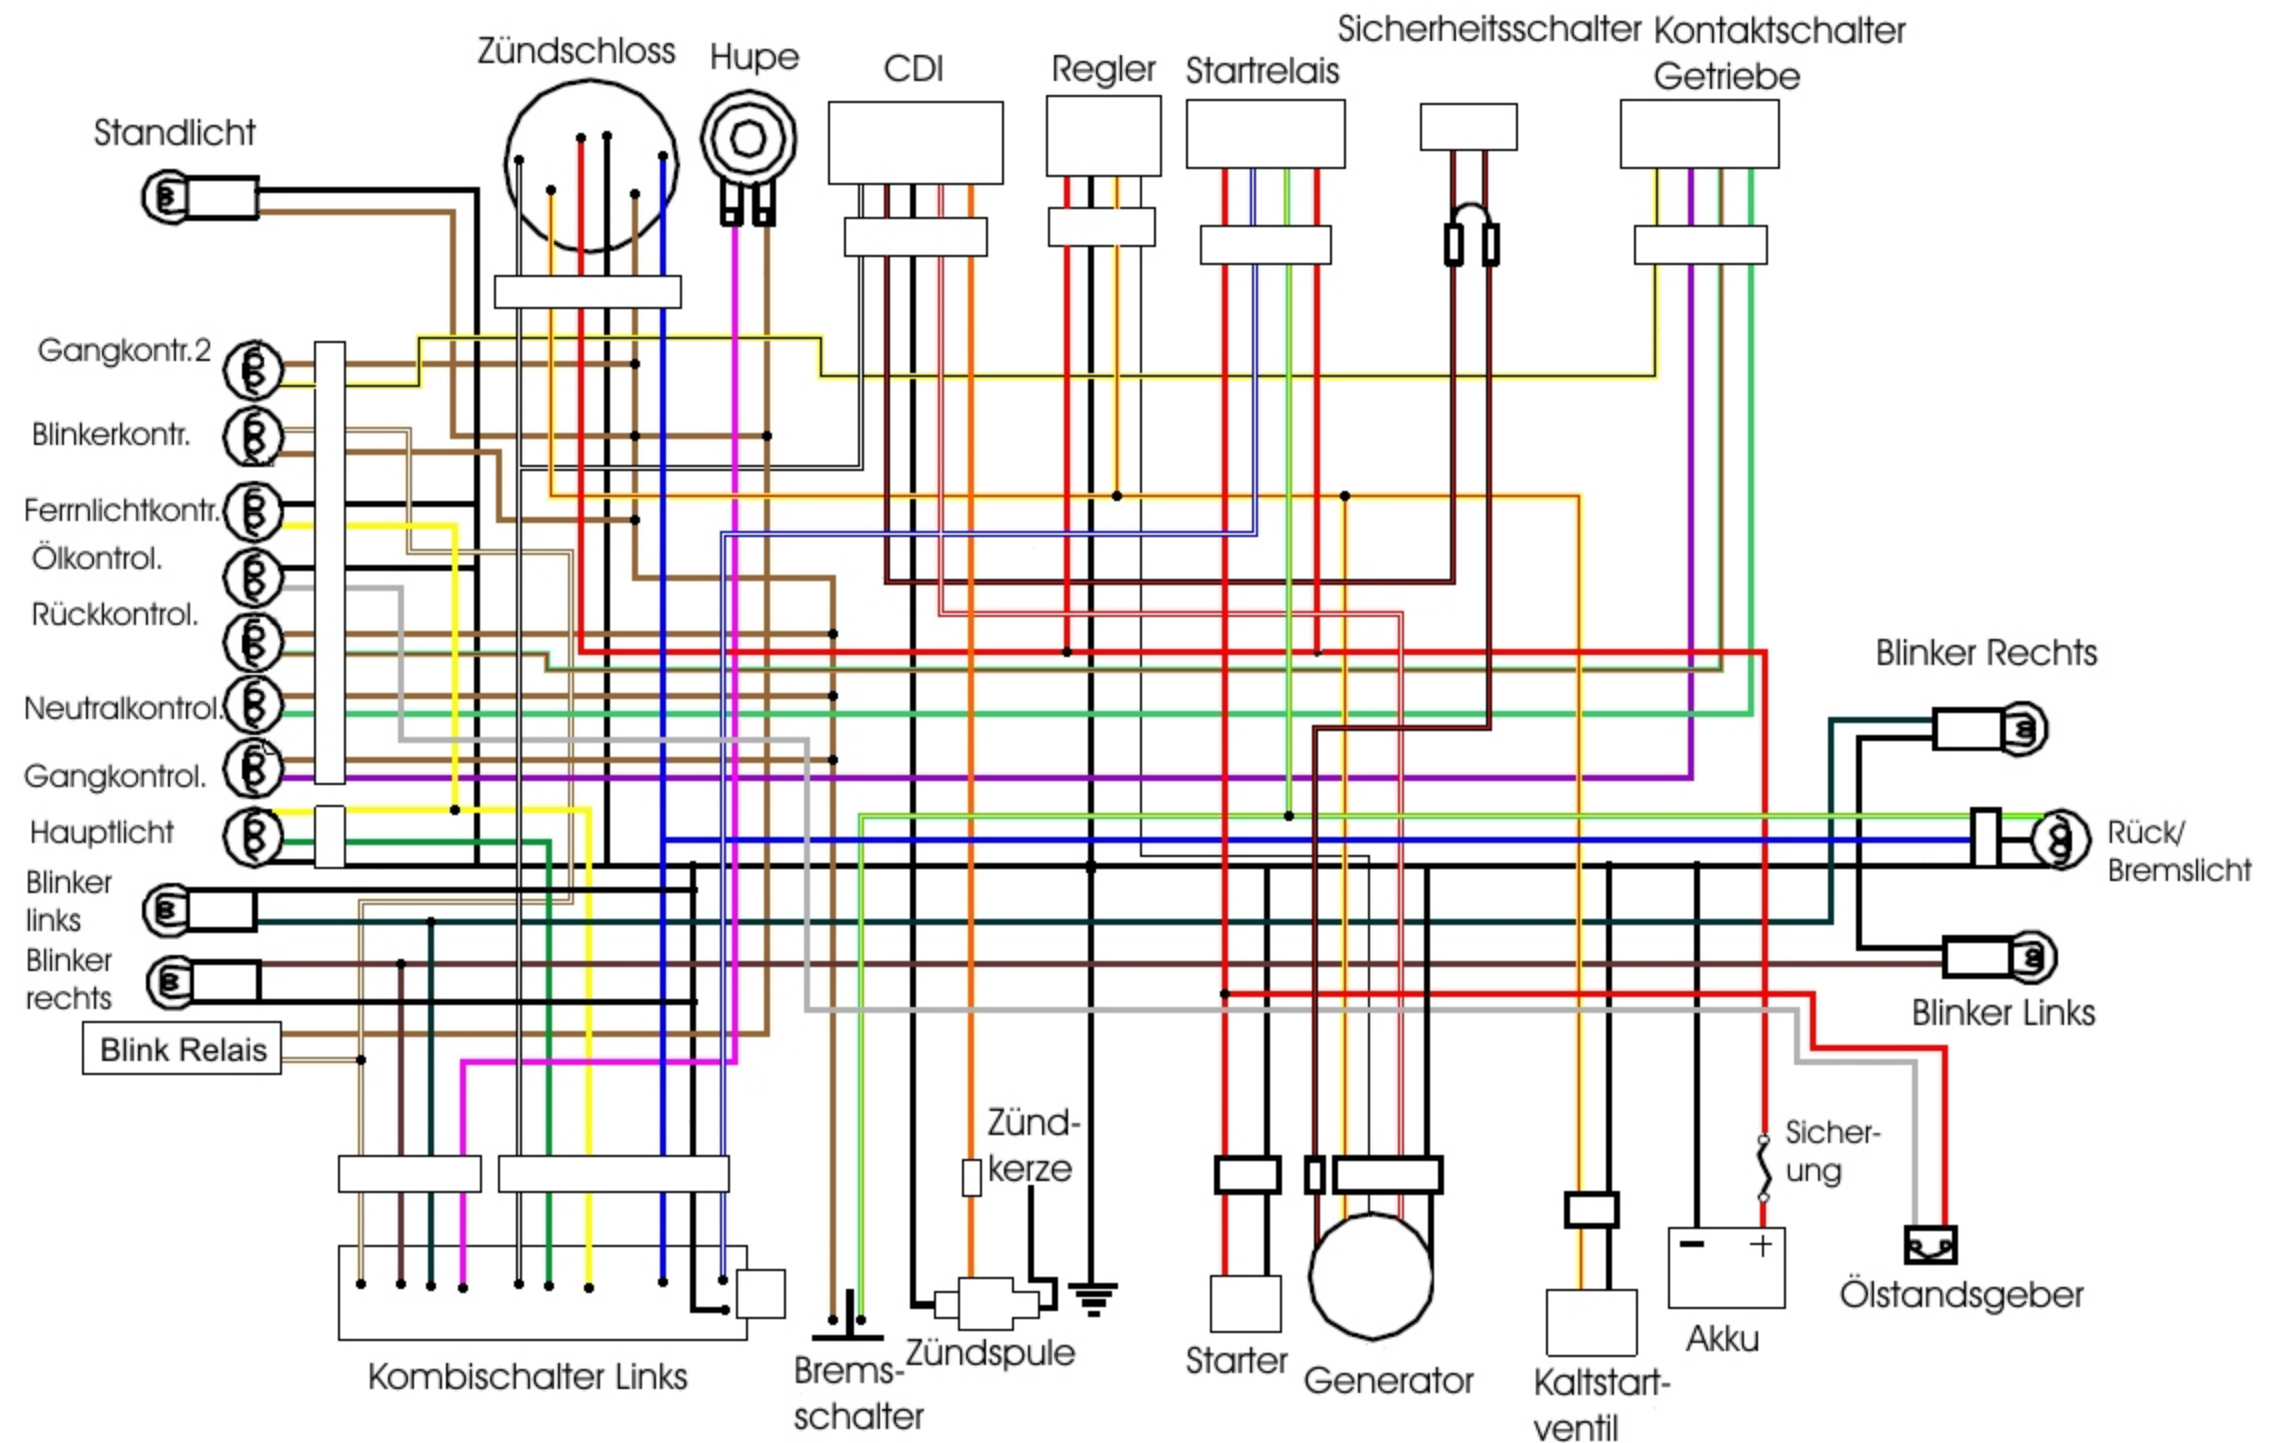 Sicherheitsschalter
Kontaktschalter
Getriebe
Zündschloss
Hupe
CDI
Regler
Startrelais
Standlicht
Gangkontr.2
Blinkerkontr.
Ferrnlichtkontr.
Ölkontrol.
Rückkontrol.
Neutralkontrol.
Gangkontrol.
Hauptlicht
Blinker
links
Blinker
rechts
Blink Relais
Blinker Rechts
Rück/
Bremslicht
Blinker Links
Zünd-
kerze
Sicher-
ung
- +
Kombischalter Links
Brems-
schalter
Zündspule
Starter
Generator
Kaltstart-
ventil
Akku
Ölstandsgeber